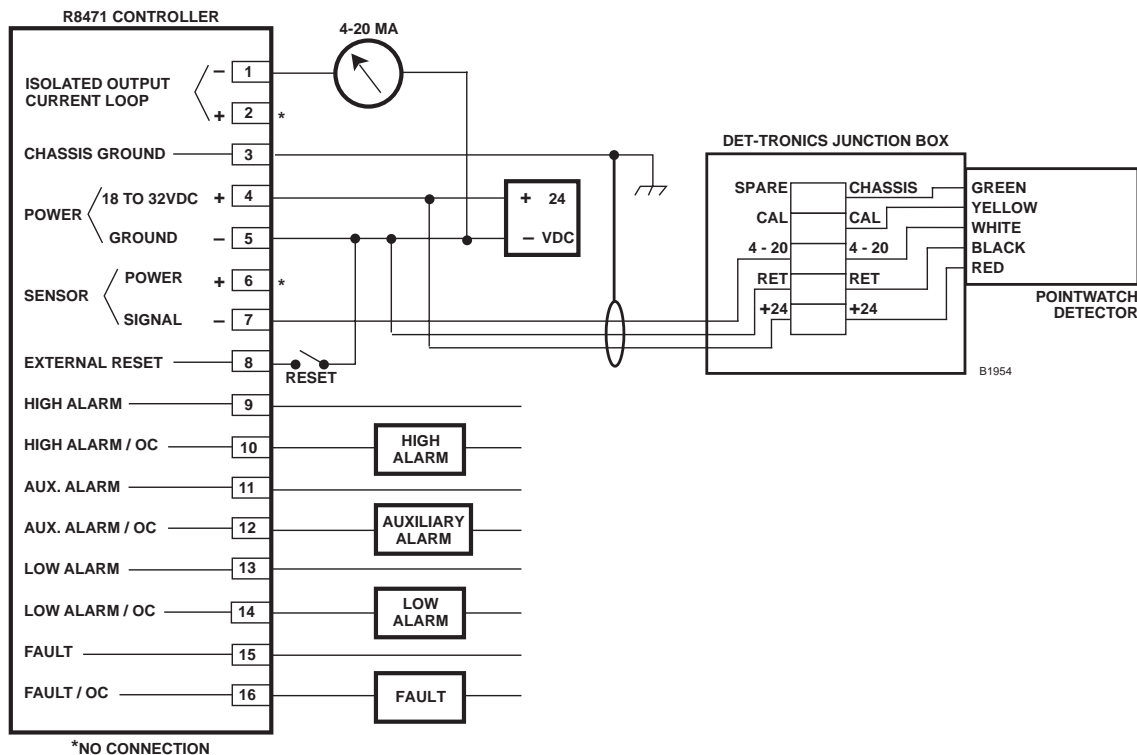 R8471 CONTROLLER
4-20 MA
ISOLATED OUTPUT
CURRENT LOOP
– 1
+ 2 *
CHASSIS GROUND 3
POWER
18 TO 32VDC + 4
GROUND – 5
+ 24
– VDC
SENSOR
POWER + 6 *
SIGNAL – 7
EXTERNAL RESET 8
RESET
HIGH ALARM 9
HIGH ALARM / OC 10
HIGH
ALARM
AUX. ALARM 11
AUX. ALARM / OC 12
AUXILIARY
ALARM
LOW ALARM 13
LOW ALARM / OC 14
LOW
ALARM
FAULT 15
FAULT / OC 16
FAULT
*NO CONNECTION
DET-TRONICS JUNCTION BOX
SPARE CHASSIS GREEN
CAL CAL YELLOW
4 - 20 4 - 20 WHITE
RET RET BLACK
+24 +24 RED
POINTWATCH
DETECTOR
B1954